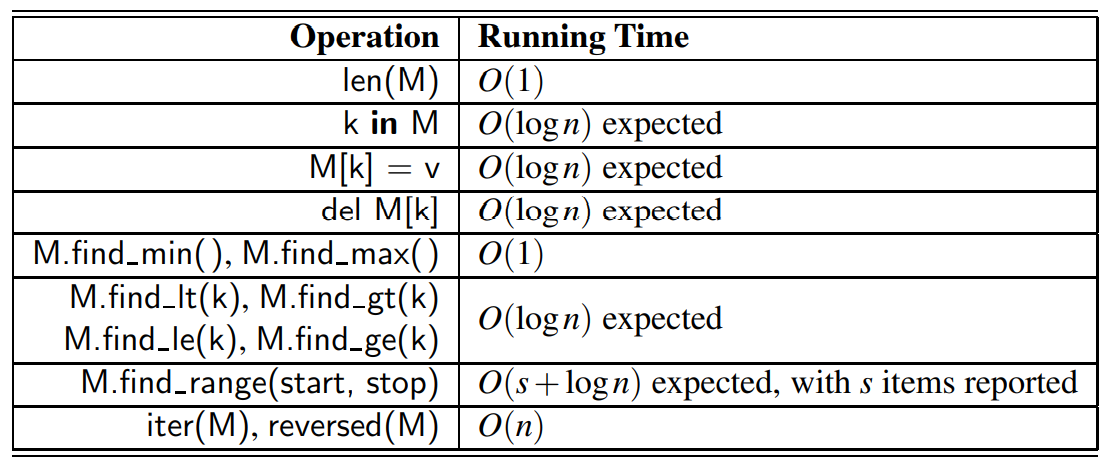 Operation Running Time
len(M) O(1)
k in M O(log n) expected
M[k] = v O(log n) expected
del M[k] O(log n) expected
M.find_min(), M.find_max() O(1)
M.find_lt(k), M.find_gt(k)
O(log n) expected
M.find_le(k), M.find_ge(k)
M.find_range(start, stop) O(s + log n) expected, with s items reported
iter(M), reversed(M) O(n)